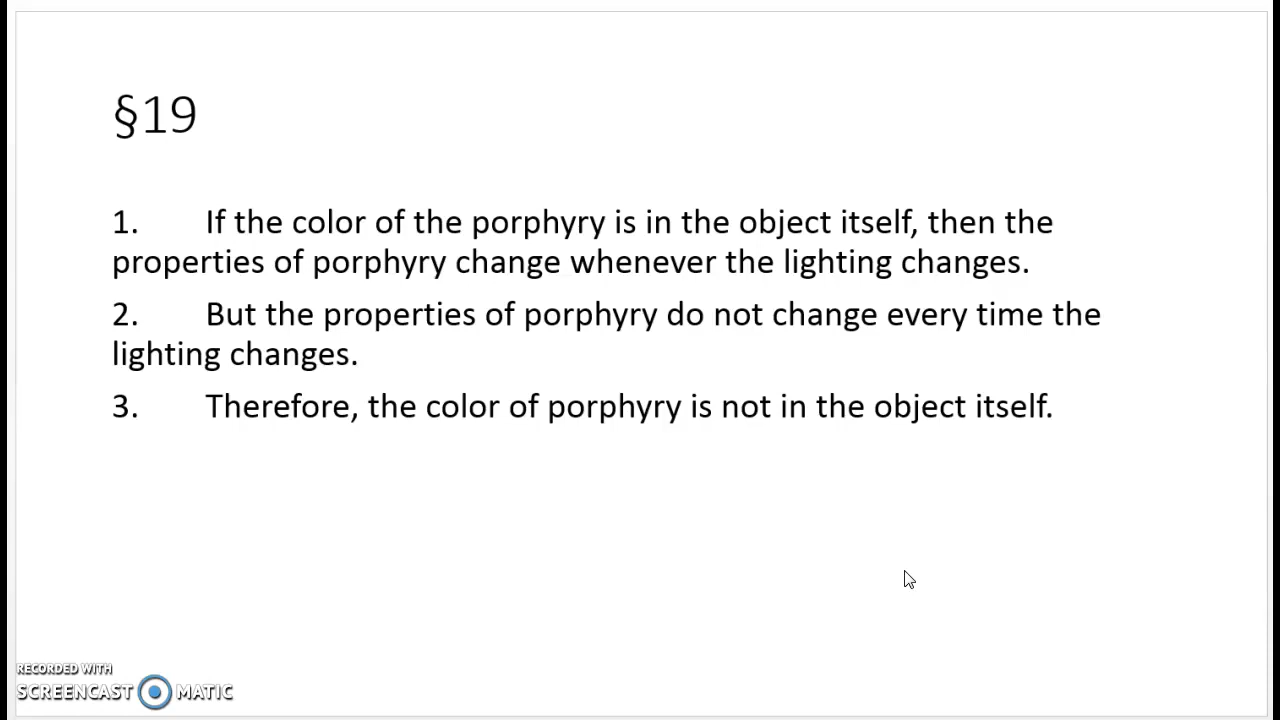 §19
1. If the color of the porphyry is in the object itself, then the
properties of porphyry change whenever the lighting changes.
2. But the properties of porphyry do not change every time the
lighting changes.
3. Therefore, the color of porphyry is not in the object itself.
RECORDED WITH
SCREENCAST MATIC